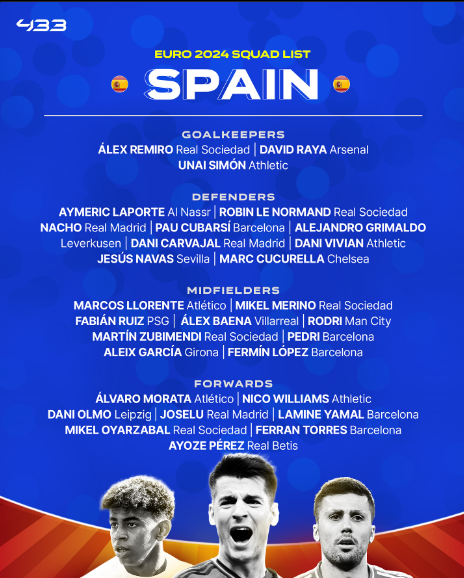 433
EURO 2024 SQUAD LIST
SPAIN
GOALKEEPERS
ÁLEX REMIRO Real Sociedad | DAVID RAYA Arsenal
UNAI SIMÓN Athletic
DEFENDERS
AYMERIC LAPORTE Al Nassr | ROBIN LE NORMAND Real Sociedad
NACHO Real Madrid | PAU CUBARSÍ Barcelona | ALEJANDRO GRIMALDO
Leverkusen | DANI CARVAJAL Real Madrid | DANI VIVIAN Athletic
JESÚS NAVAS Sevilla | MARC CUCURELLA Chelsea
MIDFIELDERS
MARCOS LLORENTE Atlético | MIKEL MERINO Real Sociedad
FABIÁN RUIZ PSG | ÁLEX BAENA Villarreal | RODRI Man City
MARTÍN ZUBIMENDI Real Sociedad | PEDRI Barcelona
ALEIX GARCÍA Girona | FERMÍN LÓPEZ Barcelona
FORWARDS
ÁLVARO MORATA Atlético | NICO WILLIAMS Athletic
DANI OLMO Leipzig | JOSELU Real Madrid | LAMINE YAMAL Barcelona
MIKEL OYARZABAL Real Sociedad | FERRAN TORRES Barcelona
AYOZE PÉREZ Real Betis